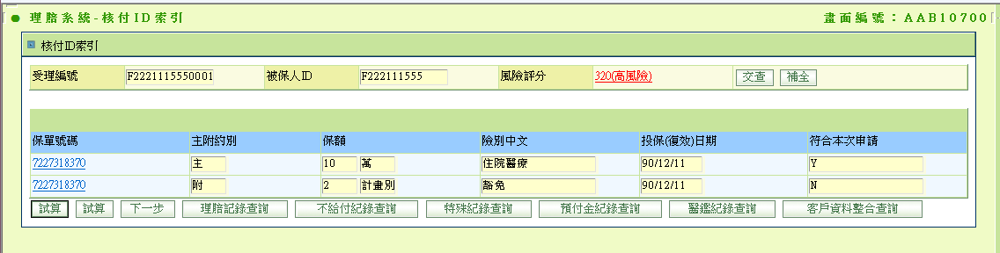 理賠系統-核付ID索引 畫面編號：AAB10700
核付ID索引
受理編號 F2221115550001 被保人ID F222111555 風險評分 320(高風險) 交查 補全
保單號碼 主附約別 保額 險別中文 投保(復效)日期 符合本次申請
7227318370 主 10 萬 住院醫療 90/12/11 Y
7227318370 附 2 計畫別 豁免 90/12/11 N
試算 試算 下一步 理賠記錄查詢 不給付紀錄查詢 特殊紀錄查詢 預付金紀錄查詢 醫鑑紀錄查詢 客戶資料整合查詢